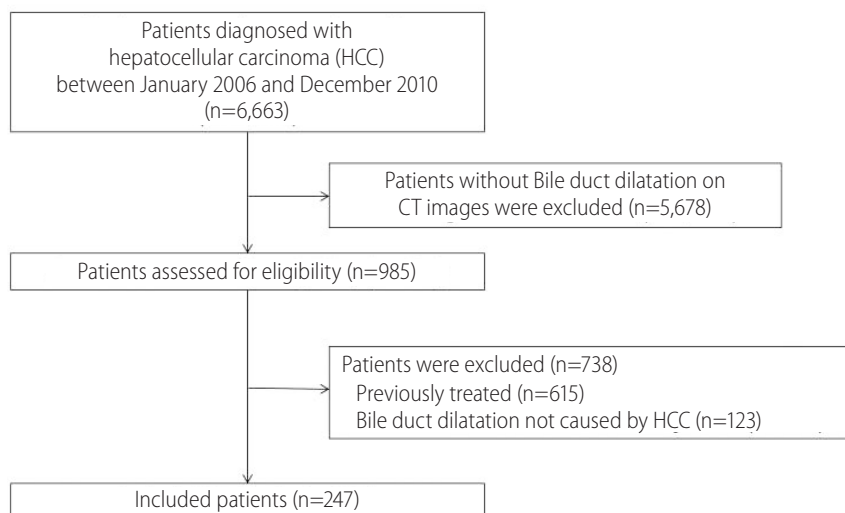 Patients diagnosed with
hepatocellular carcinoma (HCC)
between January 2006 and December 2010
(n=6,663)
Patients without Bile duct dilatation on
CT images were excluded (n=5,678)
Patients assessed for eligibility (n=985)
Patients were excluded (n=738)
Previously treated (n=615)
Bile duct dilatation not caused by HCC (n=123)
Included patients (n=247)